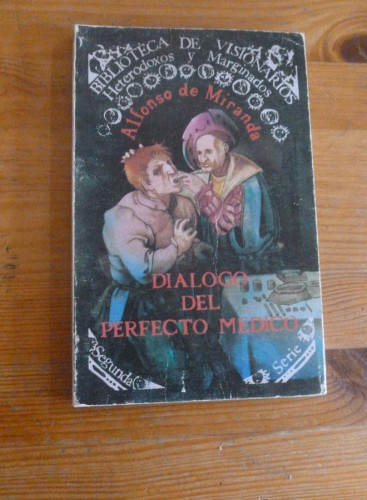 BIBLIOTECA DE VISIONARIOS
Heterodoxos y Marginados
Alfonso de Miranda
DIALOGO
DEL
PERFECTO MEDICO
Segunda Serie